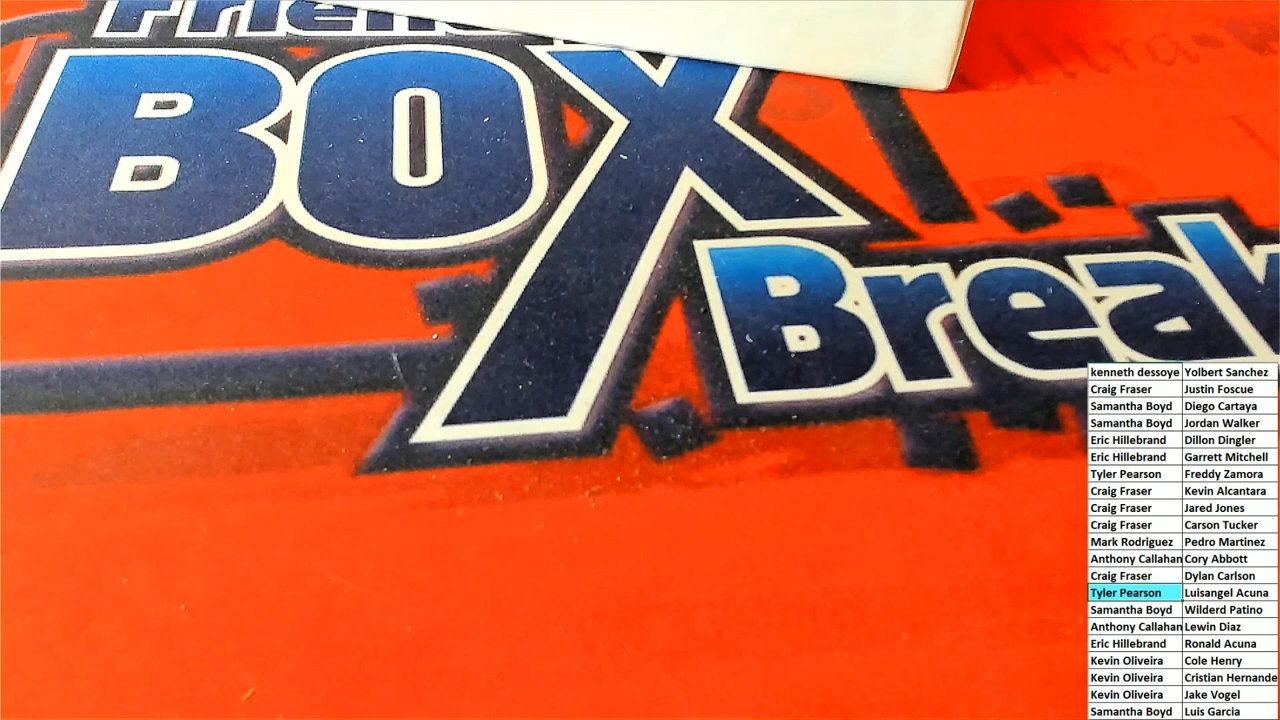 Friends
BOX
Break
kenneth dessoye Yolbert Sanchez
Craig Fraser Justin Foscue
Samantha Boyd Diego Cartaya
Samantha Boyd Jordan Walker
Eric Hillebrand Dillon Dingler
Eric Hillebrand Garrett Mitchell
Tyler Pearson Freddy Zamora
Craig Fraser Kevin Alcantara
Craig Fraser Jared Jones
Craig Fraser Carson Tucker
Mark Rodriguez Pedro Martinez
Anthony Callahan Cory Abbott
Craig Fraser Dylan Carlson
Tyler Pearson Luisangel Acuna
Samantha Boyd Wilderd Patino
Anthony Callahan Lewin Diaz
Eric Hillebrand Ronald Acuna
Kevin Oliveira Cole Henry
Kevin Oliveira Cristian Hernande
Kevin Oliveira Jake Vogel
Samantha Boyd Luis Garcia